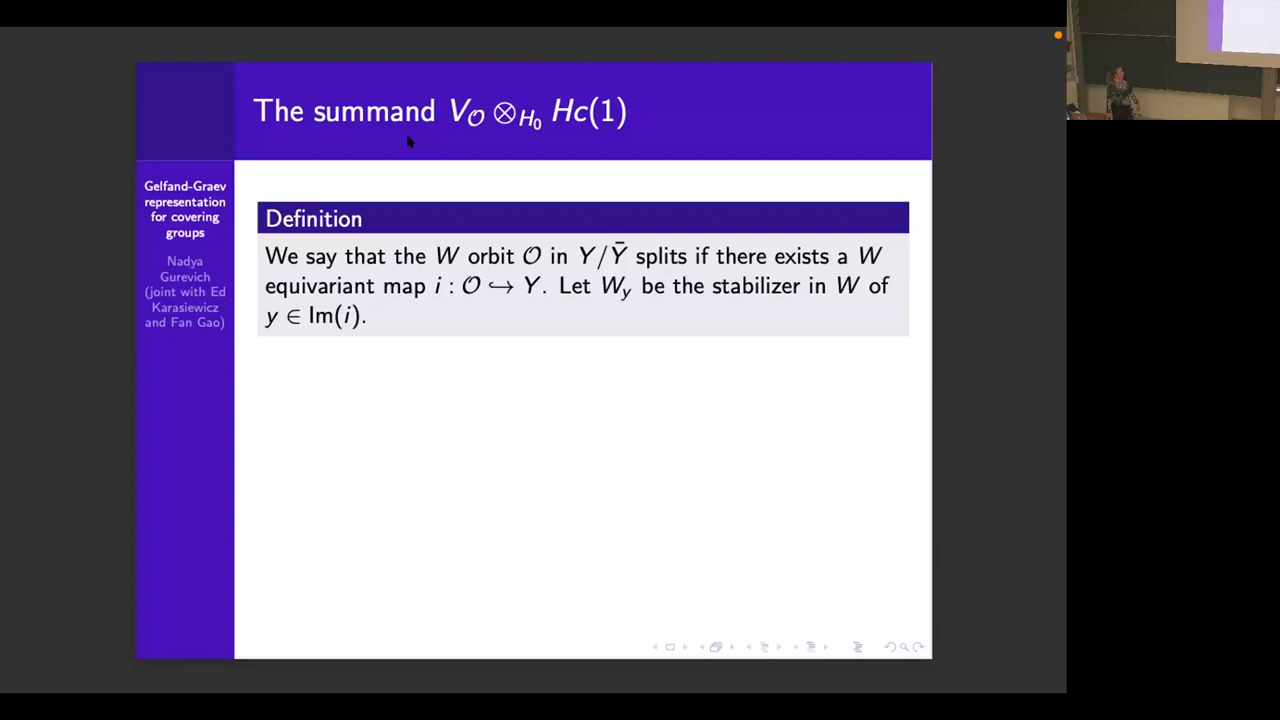 The summand V_𝒪 ⊗_{H_0} Hc(1)
Gelfand-Graev
representation
for covering
groups
Nadya
Gurevich
(joint with Ed
Karasiewicz
and Fan Gao)
Definition
We say that the W orbit 𝒪 in Y/Ȳ splits if there exists a W
equivariant map i : 𝒪 ↪ Y. Let W_y be the stabilizer in W of
y ∈ Im(i).